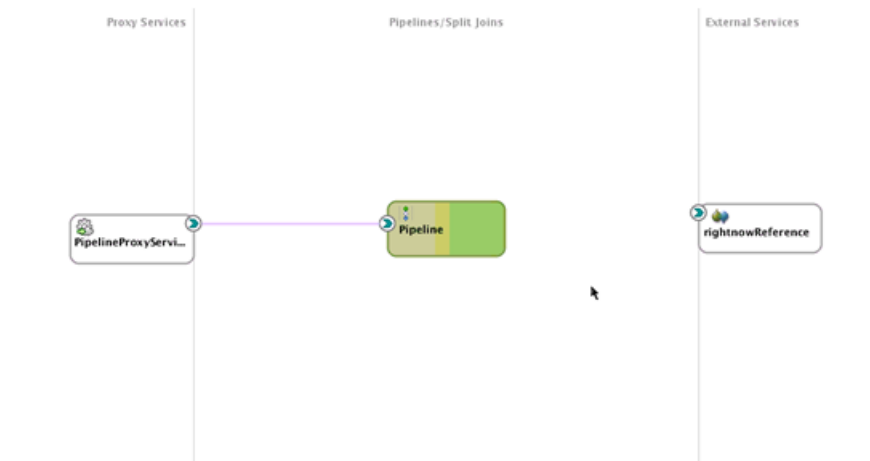 Proxy Services
Pipelines/Split Joins
External Services
PipelineProxyServi...
Pipeline
rightnowReference